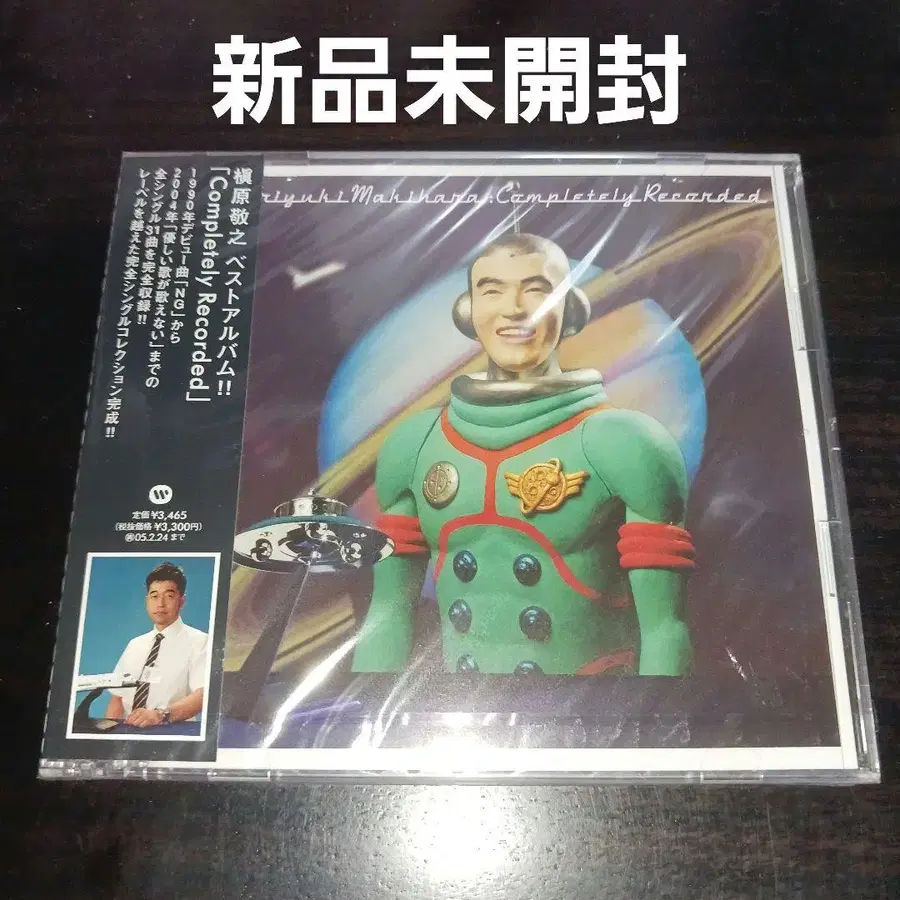 新品未開封
riyuki Makihara:Completely Recorded
槇原敬之 ベストアルバム!!
「Completely Recorded」
1990年デビュー曲「NG」から
2004年「優しい歌が歌えない」までの
全シングル31曲を完全収録!!
レーベルを越えた完全シングルコレクション完成!!
定価¥3,465
(税抜価格 ¥3,300円)
05.2.24まで